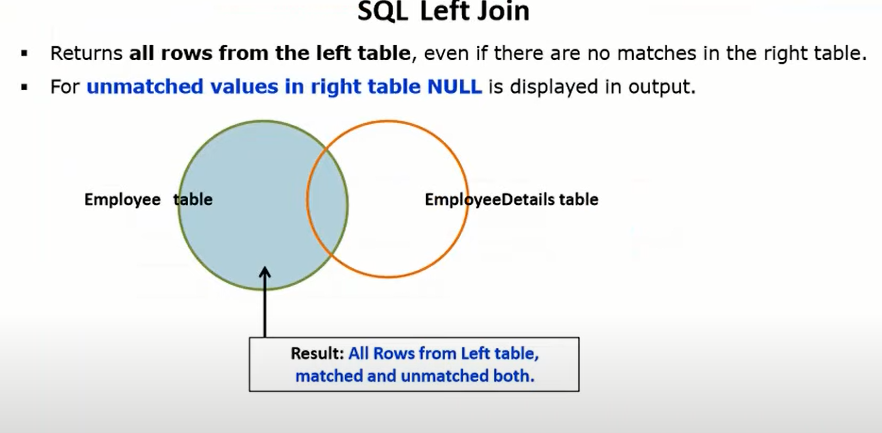 SQL Left Join
▪ Returns all rows from the left table, even if there are no matches in the right table.
▪ For unmatched values in right table NULL is displayed in output.
Employee table
EmployeeDetails table
Result: All Rows from Left table,
matched and unmatched both.